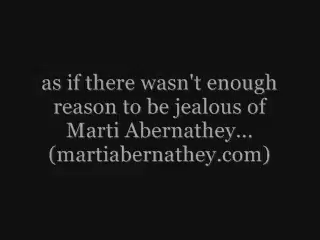 as if there wasn't enough
reason to be jealous of
Marti Abernathey...
(martiabernathey.com)